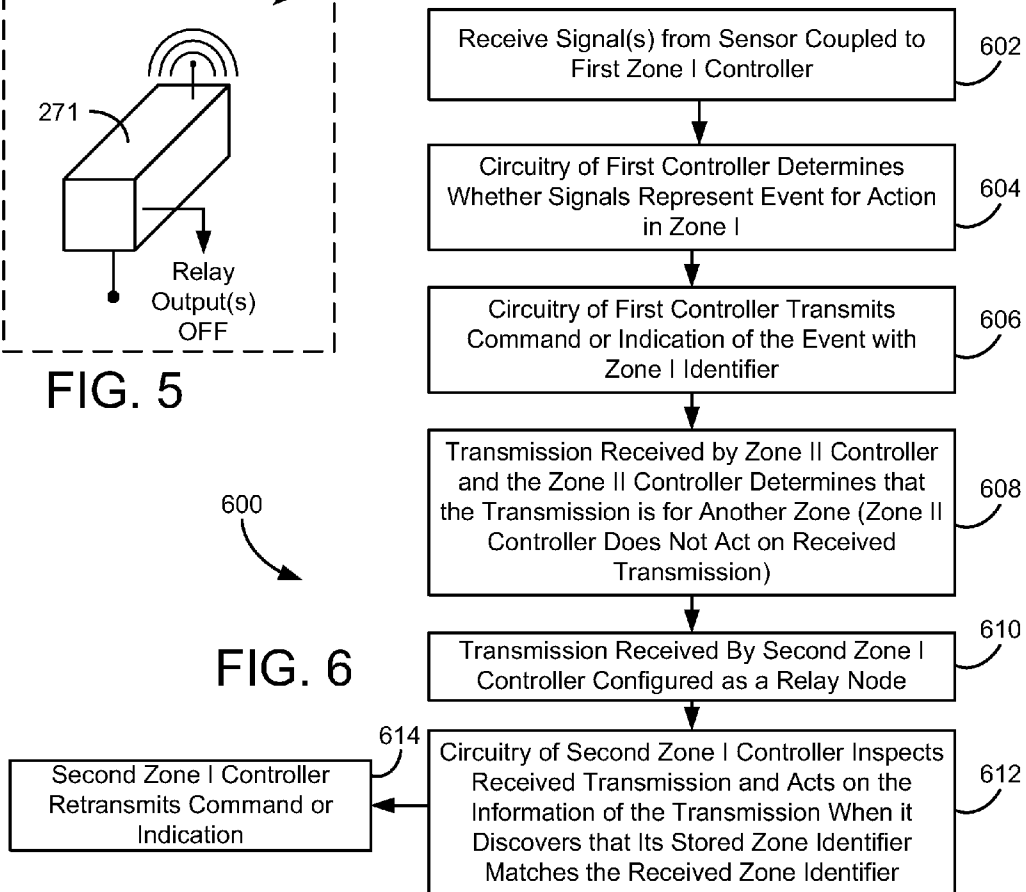 271
Relay
Output(s)
OFF
FIG. 5
Receive Signal(s) from Sensor Coupled to
First Zone I Controller
602
Circuitry of First Controller Determines
Whether Signals Represent Event for Action
in Zone I
604
Circuitry of First Controller Transmits
Command or Indication of the Event with
Zone I Identifier
606
Transmission Received by Zone II Controller
and the Zone II Controller Determines that
the Transmission is for Another Zone (Zone II
Controller Does Not Act on Received
Transmission)
608
600
FIG. 6
Transmission Received By Second Zone I
Controller Configured as a Relay Node
610
Circuitry of Second Zone I Controller Inspects
Received Transmission and Acts on the
Information of the Transmission When it
Discovers that Its Stored Zone Identifier
Matches the Received Zone Identifier
612
614
Second Zone I Controller
Retransmits Command or
Indication